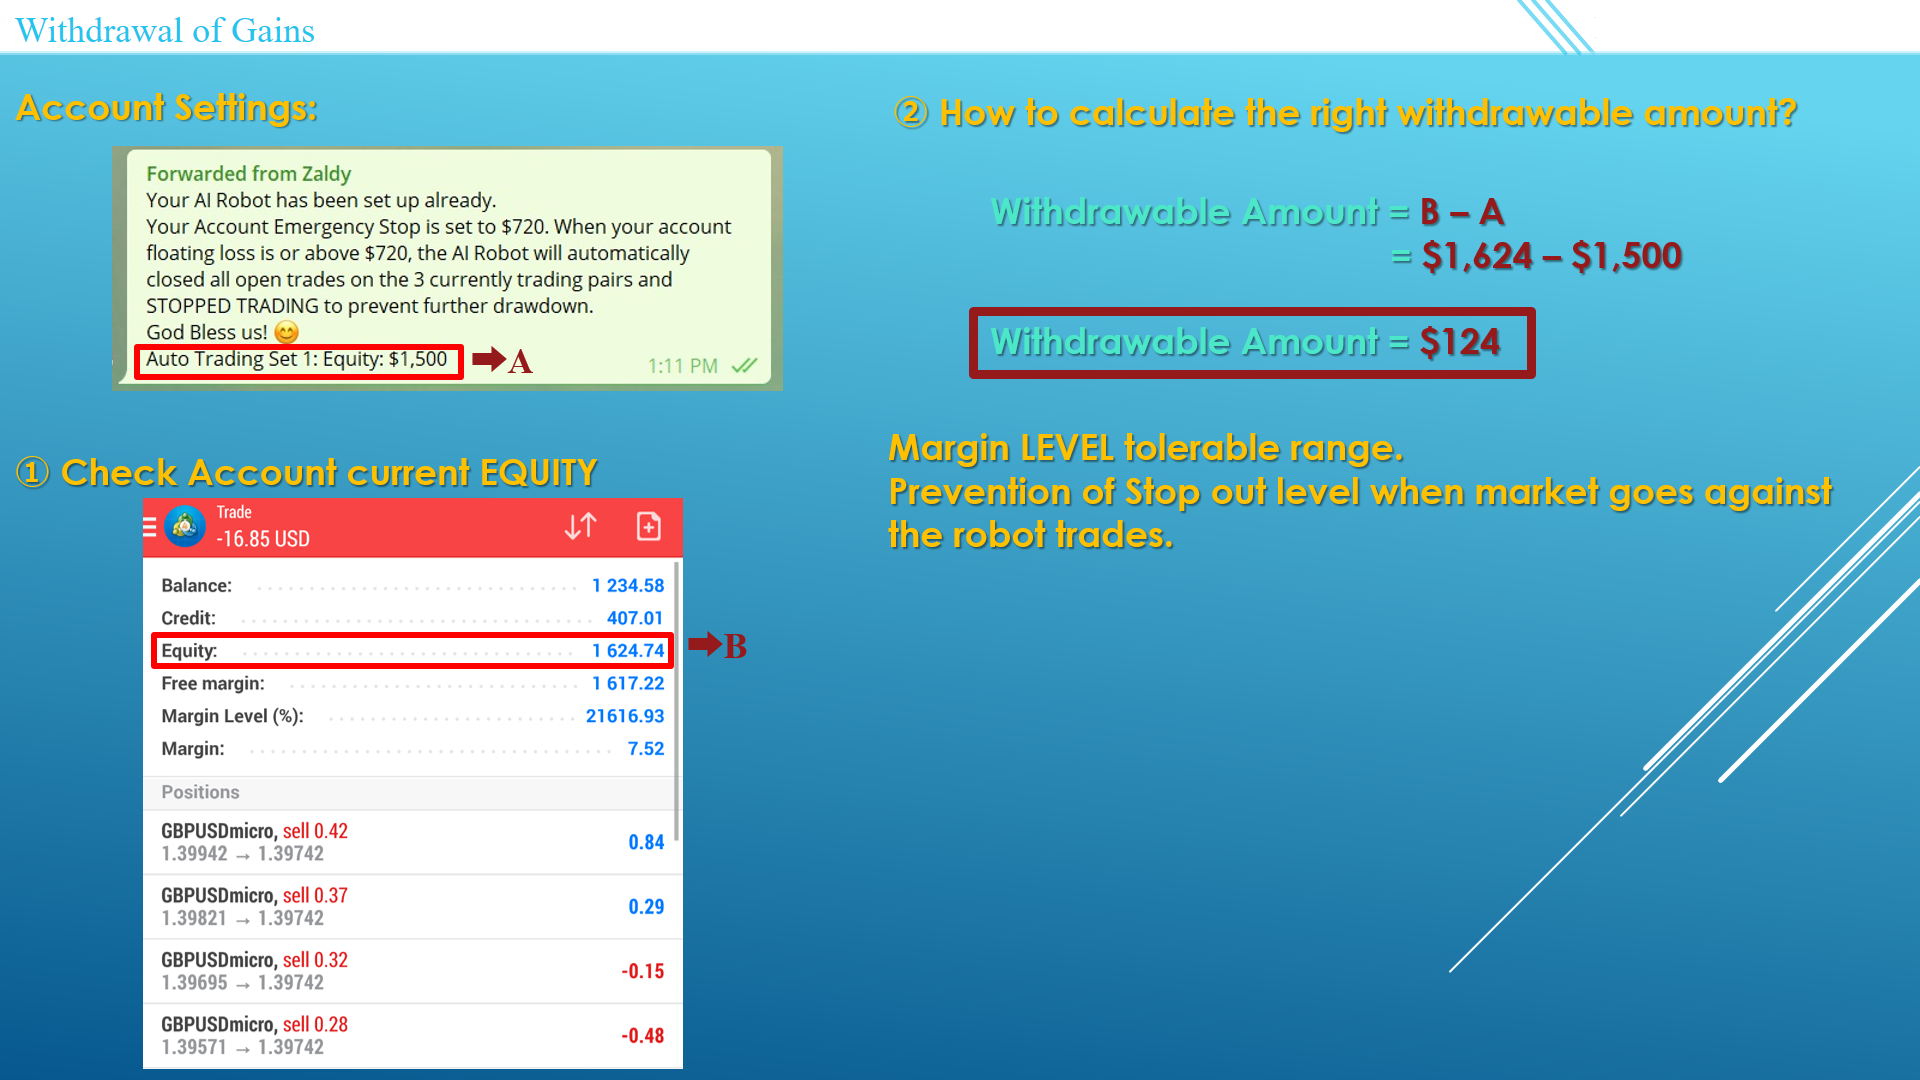 Withdrawal of Gains
Account Settings:
Forwarded from Zaldy
Your AI Robot has been set up already.
Your Account Emergency Stop is set to $720. When your account
floating loss is or above $720, the AI Robot will automatically
closed all open trades on the 3 currently trading pairs and
STOPPED TRADING to prevent further drawdown.
God Bless us! 😊
Auto Trading Set 1: Equity: $1,500
A
1:11 PM
① Check Account current EQUITY
Trade
-16.85 USD
Balance: 1 234.58
Credit: 407.01
Equity: 1 624.74
B
Free margin: 1 617.22
Margin Level (%): 21616.93
Margin: 7.52
Positions
GBPUSDmicro, sell 0.42
1.39942 → 1.39742
0.84
GBPUSDmicro, sell 0.37
1.39821 → 1.39742
0.29
GBPUSDmicro, sell 0.32
1.39695 → 1.39742
-0.15
GBPUSDmicro, sell 0.28
1.39571 → 1.39742
-0.48
② How to calculate the right withdrawable amount?
Withdrawable Amount = B – A
= $1,624 – $1,500
Withdrawable Amount = $124
Margin LEVEL tolerable range.
Prevention of Stop out level when market goes against
the robot trades.